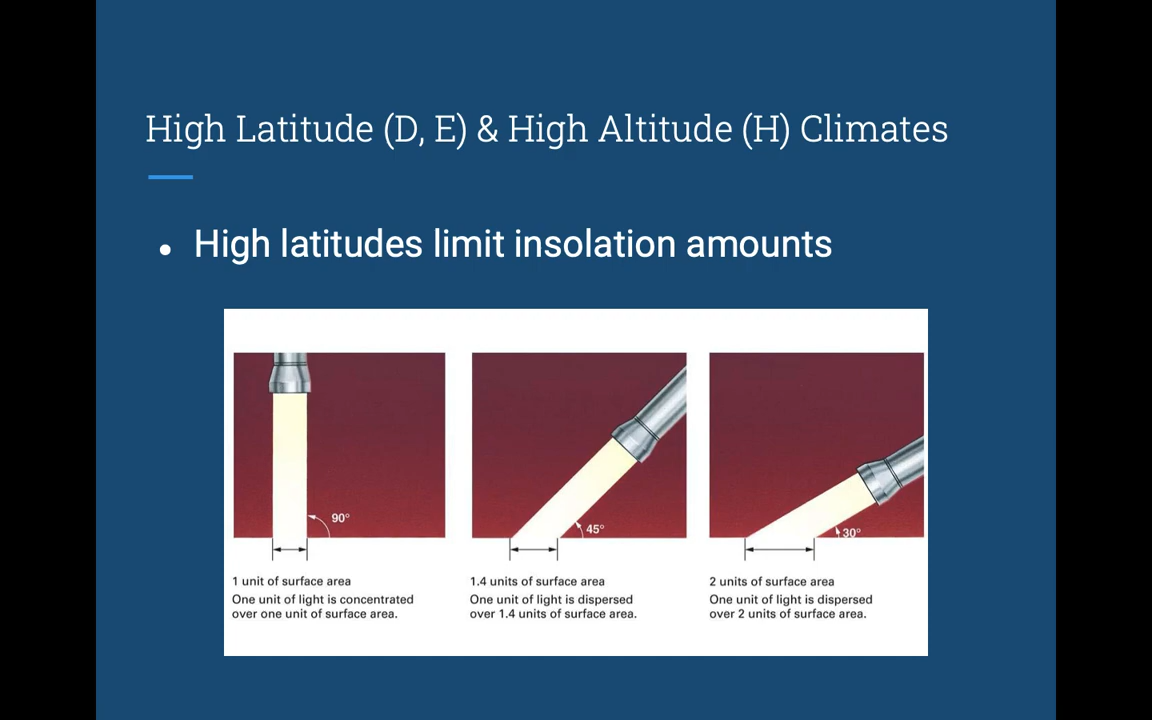 High Latitude (D, E) & High Altitude (H) Climates
● High latitudes limit insolation amounts
90°
45°
30°
1 unit of surface area
One unit of light is concentrated
over one unit of surface area.
1.4 units of surface area
One unit of light is dispersed
over 1.4 units of surface area.
2 units of surface area
One unit of light is dispersed
over 2 units of surface area.